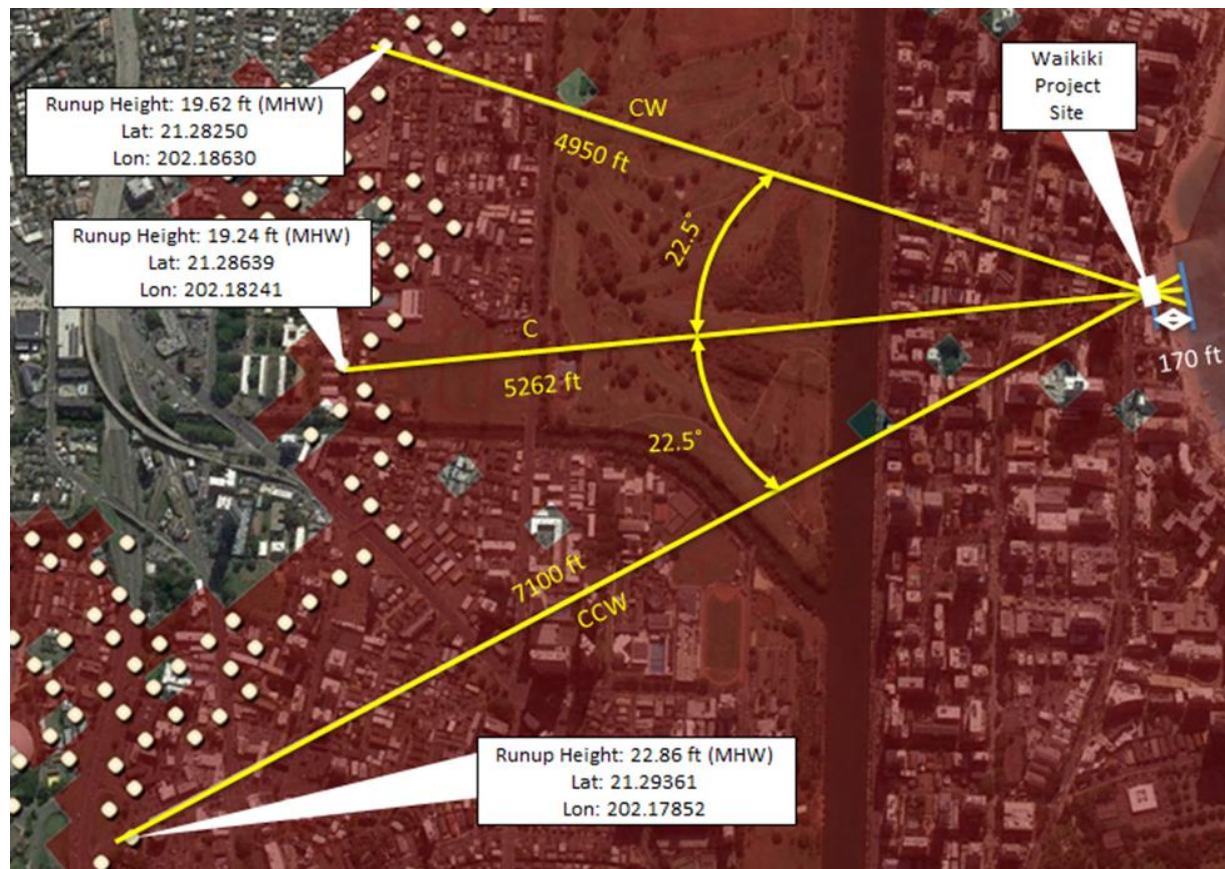 Runup Height: 19.62 ft (MHW)
Lat: 21.28250
Lon: 202.18630
CW
4950 ft
Waikiki
Project
Site
22.5°
Runup Height: 19.24 ft (MHW)
Lat: 21.28639
Lon: 202.18241
C
5262 ft
170 ft
22.5°
7100 ft
CCW
Runup Height: 22.86 ft (MHW)
Lat: 21.29361
Lon: 202.17852